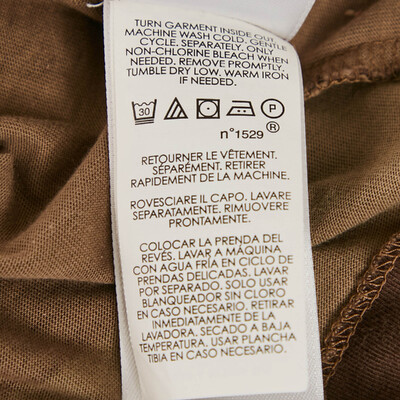 TURN GARMENT INSIDE OUT
MACHINE WASH COLD, GENTLE
CYCLE, SEPARATELY, ONLY
NON-CHLORINE BLEACH WHEN
NEEDED. REMOVE PROMPTLY,
TUMBLE DRY LOW. WARM IRON
IF NEEDED.
30 P
n°1529 ®
RETOURNER LE VÊTEMENT.
SÉPARÉMENT. RETIRER
RAPIDEMENT DE LA MACHINE.
ROVESCIARE IL CAPO. LAVARE
SEPARATAMENTE. RIMUOVERE
PRONTAMENTE.
COLOCAR LA PRENDA DEL
REVÉS. LAVAR A MÁQUINA
CON AGUA FRÍA EN CICLO DE
PRENDAS DELICADAS. LAVAR
POR SEPARADO. SOLO USAR
BLANQUEADOR SIN CLORO
EN CASO NECESARIO. RETIRAR
INMEDIATAMENTE DE LA
LAVADORA. SECADO A BAJA
TEMPERATURA. USAR PLANCHA
TIBIA EN CASO NECESARIO.